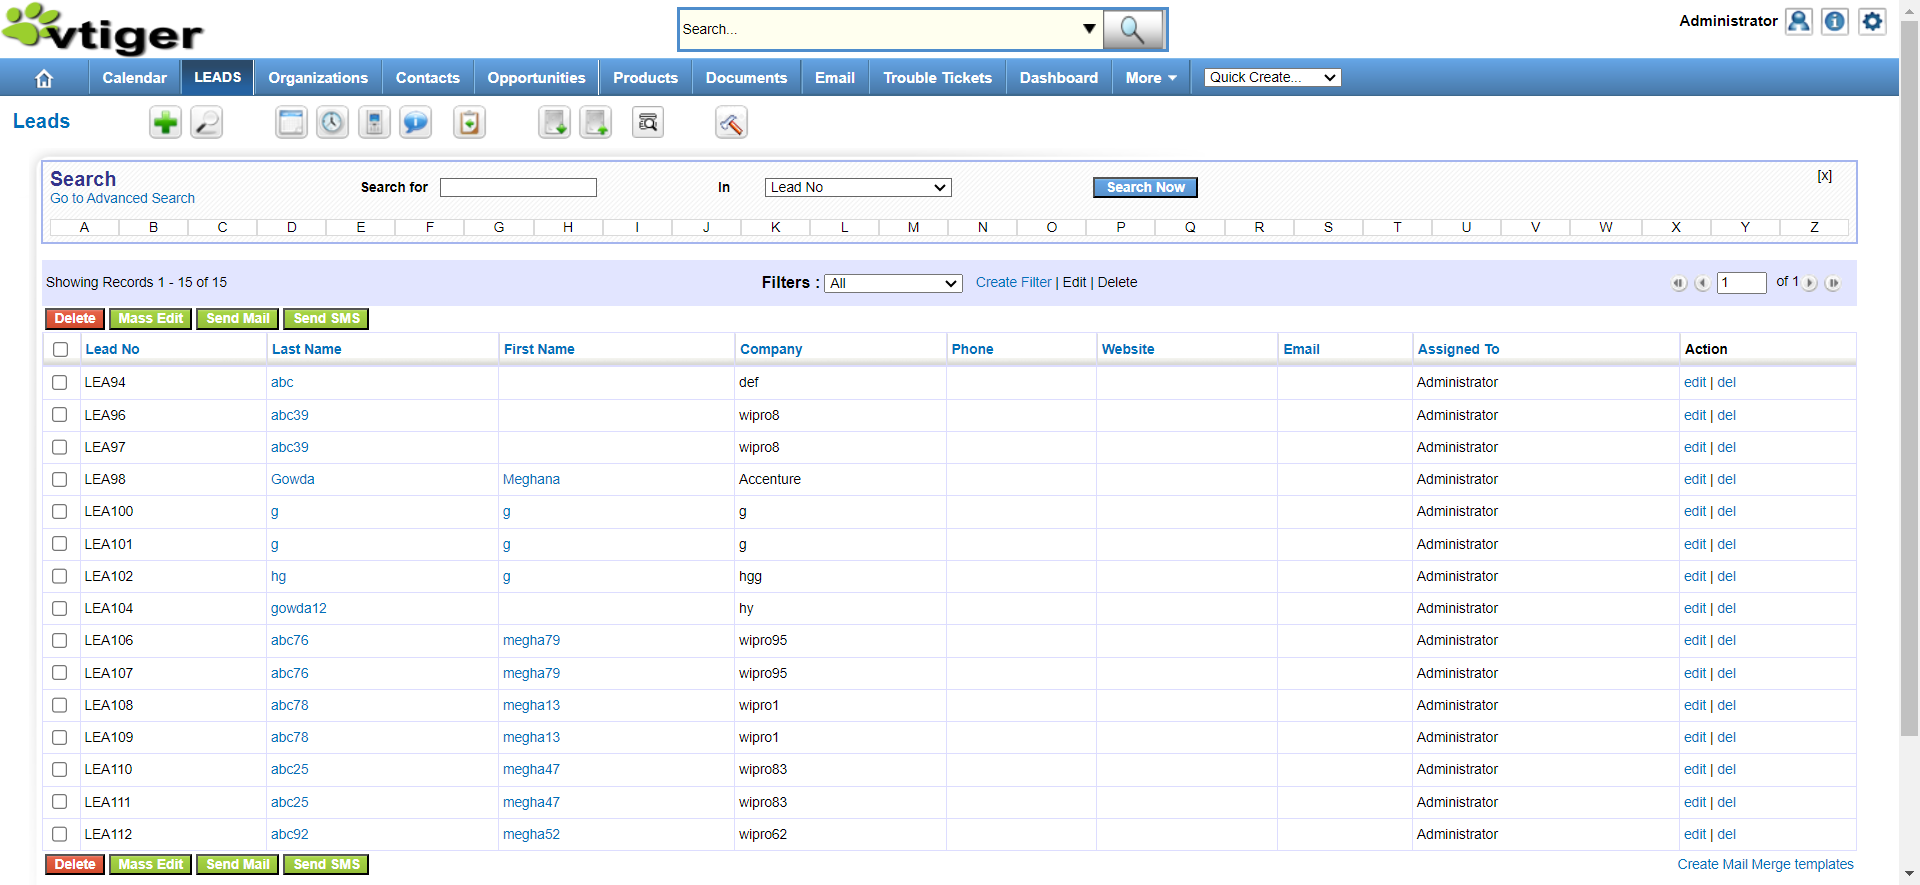 vtiger
Search...
Administrator
Calendar LEADS Organizations Contacts Opportunities Products Documents Email Trouble Tickets Dashboard More Quick Create...
Leads
Search
Go to Advanced Search
Search for In Lead No Search Now [x]
A B C D E F G H I J K L M N O P Q R S T U V W X Y Z
Showing Records 1 - 15 of 15 Filters : All Create Filter | Edit | Delete 1 of 1
Delete Mass Edit Send Mail Send SMS
Lead No Last Name First Name Company Phone Website Email Assigned To Action
LEA94 abc def Administrator edit | del
LEA96 abc39 wipro8 Administrator edit | del
LEA97 abc39 wipro8 Administrator edit | del
LEA98 Gowda Meghana Accenture Administrator edit | del
LEA100 g g g Administrator edit | del
LEA101 g g g Administrator edit | del
LEA102 hg g hgg Administrator edit | del
LEA104 gowda12 hy Administrator edit | del
LEA106 abc76 megha79 wipro95 Administrator edit | del
LEA107 abc76 megha79 wipro95 Administrator edit | del
LEA108 abc78 megha13 wipro1 Administrator edit | del
LEA109 abc78 megha13 wipro1 Administrator edit | del
LEA110 abc25 megha47 wipro83 Administrator edit | del
LEA111 abc25 megha47 wipro83 Administrator edit | del
LEA112 abc92 megha52 wipro62 Administrator edit | del
Delete Mass Edit Send Mail Send SMS Create Mail Merge templates